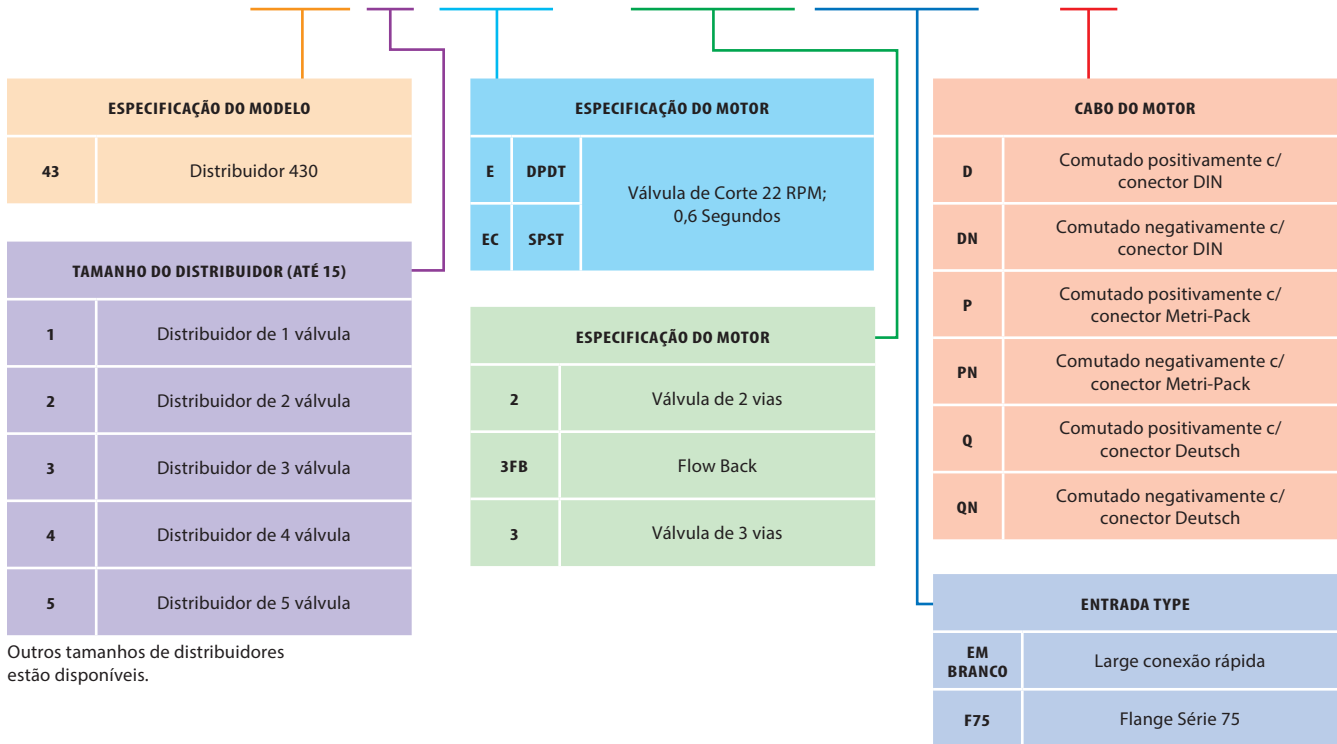 ESPECIFICAÇÃO DO MODELO
43 Distribuidor 430
TAMANHO DO DISTRIBUIDOR (ATÉ 15)
1 Distribuidor de 1 válvula
2 Distribuidor de 2 válvula
3 Distribuidor de 3 válvula
4 Distribuidor de 4 válvula
5 Distribuidor de 5 válvula
Outros tamanhos de distribuidores
estão disponíveis.
ESPECIFICAÇÃO DO MOTOR
E DPDT
EC SPST
Válvula de Corte 22 RPM;
0,6 Segundos
ESPECIFICAÇÃO DO MOTOR
2 Válvula de 2 vias
3FB Flow Back
3 Válvula de 3 vias
CABO DO MOTOR
D Comutado positivamente c/
conector DIN
DN Comutado negativamente c/
conector DIN
P Comutado positivamente c/
conector Metri-Pack
PN Comutado negativamente c/
conector Metri-Pack
Q Comutado positivamente c/
conector Deutsch
QN Comutado negativamente c/
conector Deutsch
ENTRADA TYPE
EM
BRANCO Large conexão rápida
F75 Flange Série 75